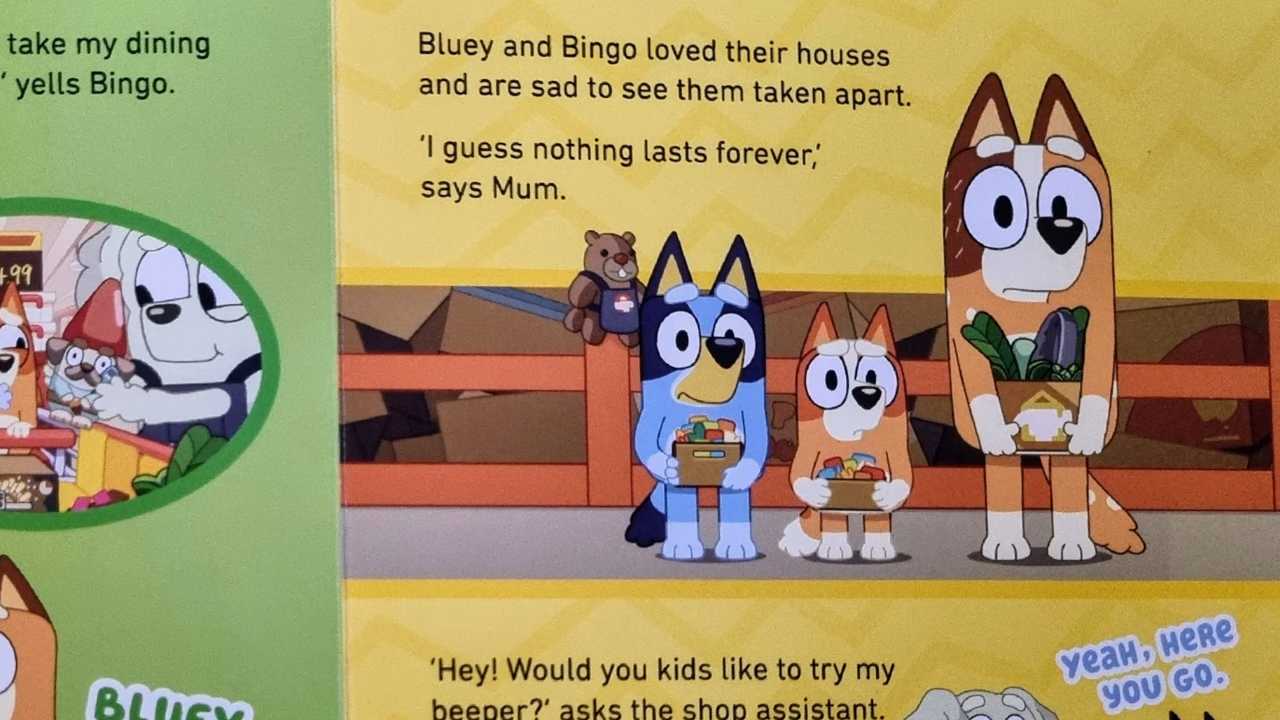 take my dining
' yells Bingo.
BLUEY
Bluey and Bingo loved their houses
and are sad to see them taken apart.
'I guess nothing lasts forever,'
says Mum.
'Hey! Would you kids like to try my
beeper?' asks the shop assistant.
YEAH, HERE
YOU GO.